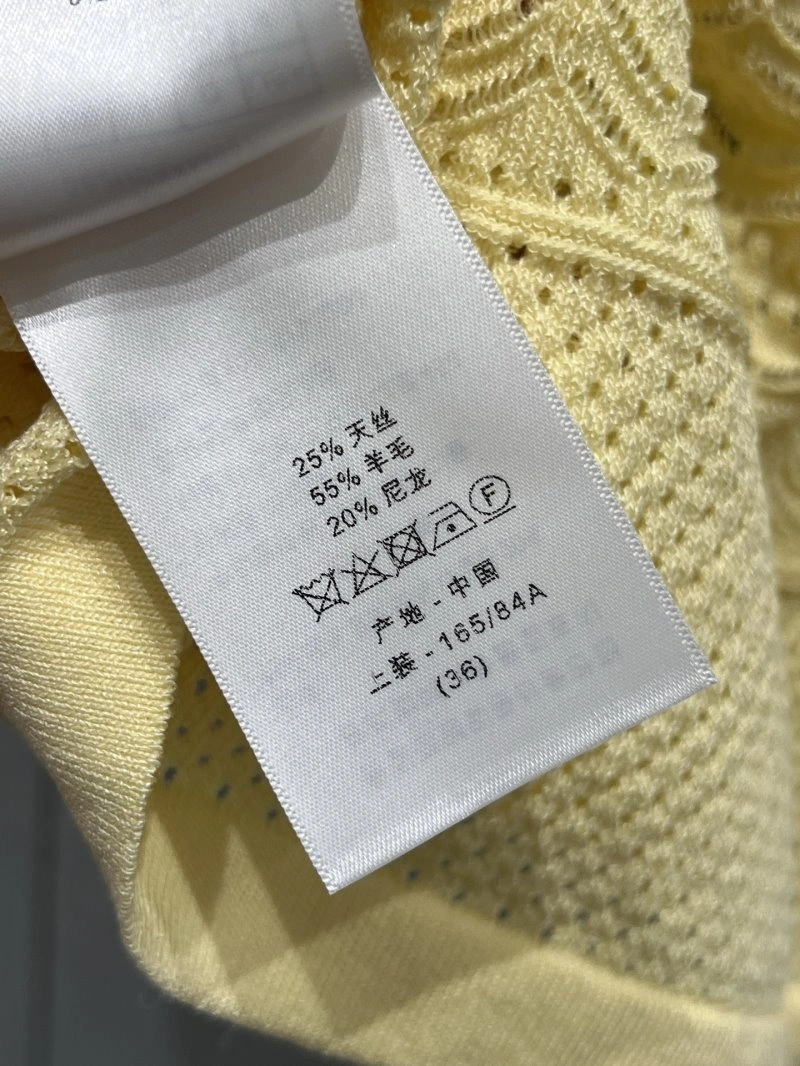 25% 天丝
55% 羊毛
20% 尼龙
F
产地 - 中国
上装 - 165/84A
(36)